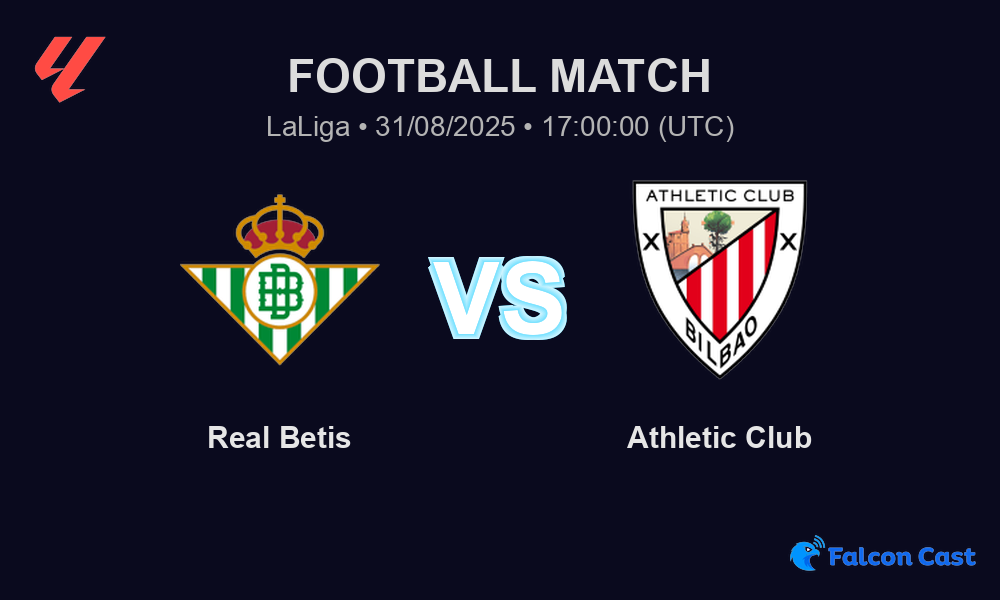 FOOTBALL MATCH
LaLiga • 31/08/2025 • 17:00:00 (UTC)
ATHLETIC CLUB
BB
VS
X X
BILBAO
Real Betis
Athletic Club
Falcon Cast